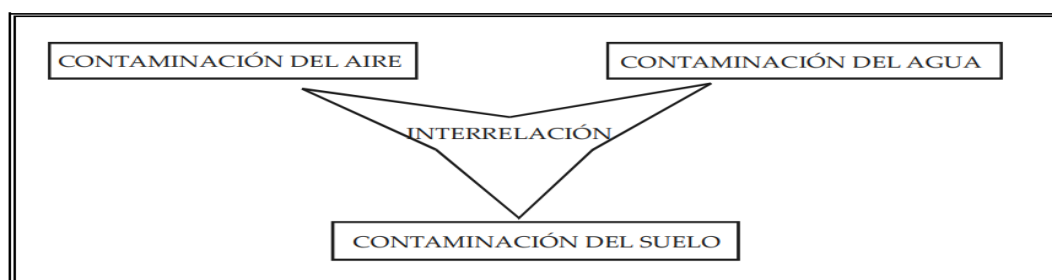 CONTAMINACIÓN DEL AIRE
CONTAMINACIÓN DEL AGUA
INTERRELACIÓN
CONTAMINACIÓN DEL SUELO